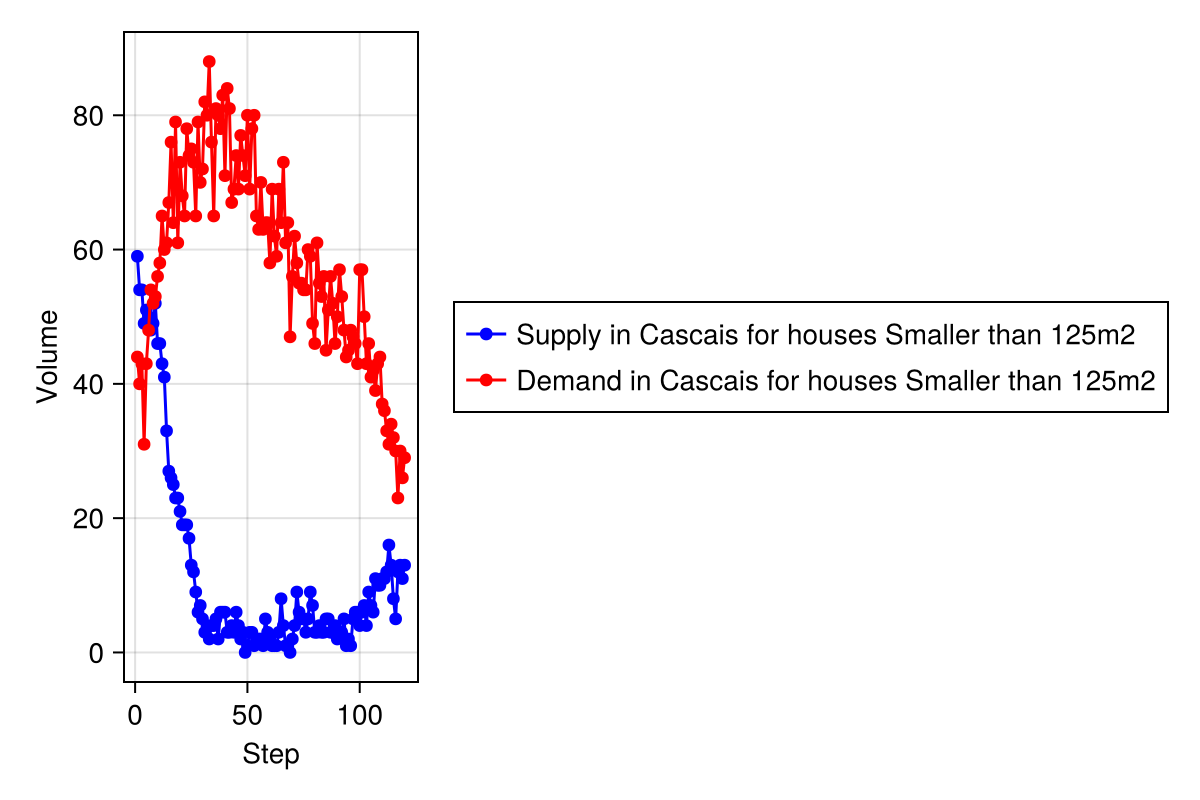 80
60
40
20
0
Volume
0 50 100
Step
Supply in Cascais for houses Smaller than 125m2
Demand in Cascais for houses Smaller than 125m2